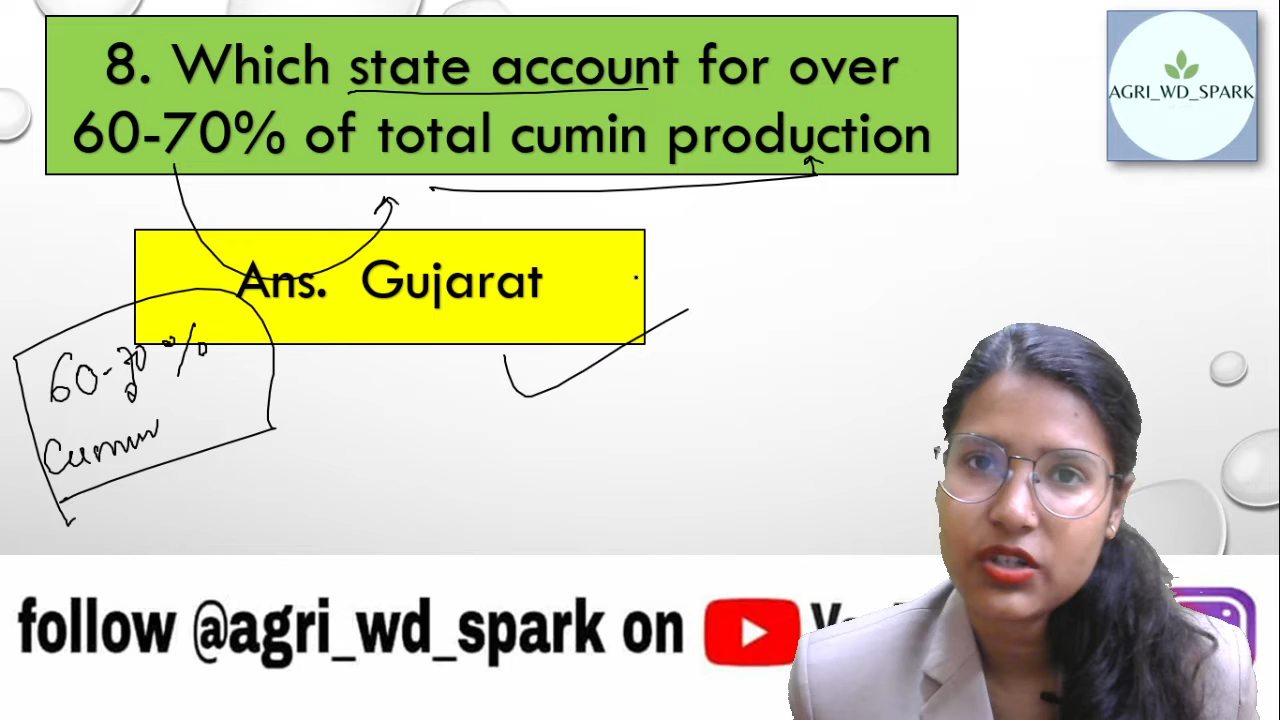 8. Which state account for over
60-70% of total cumin production
AGRI_WD_SPARK
Ans. Gujarat
60-70%
Cumin
follow @agri_wd_spark on